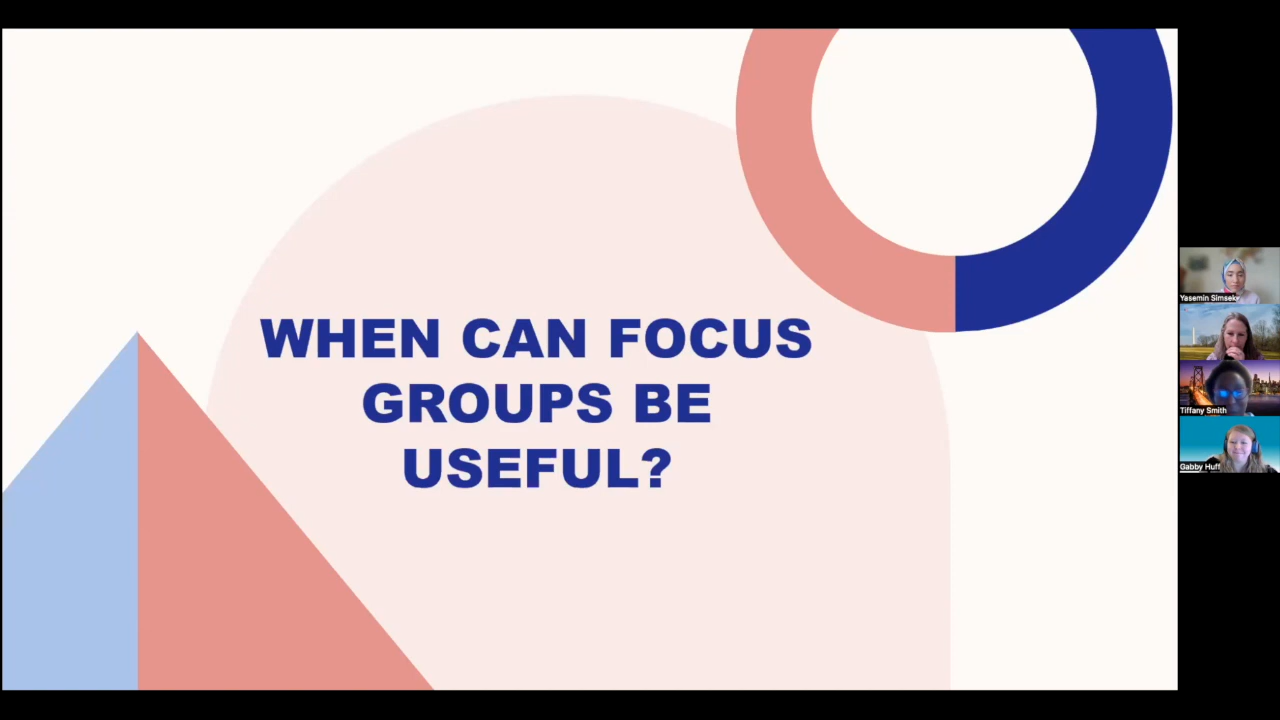 WHEN CAN FOCUS
GROUPS BE
USEFUL?
Yasemin Simsek
Tiffany Smith
Gabby Huff